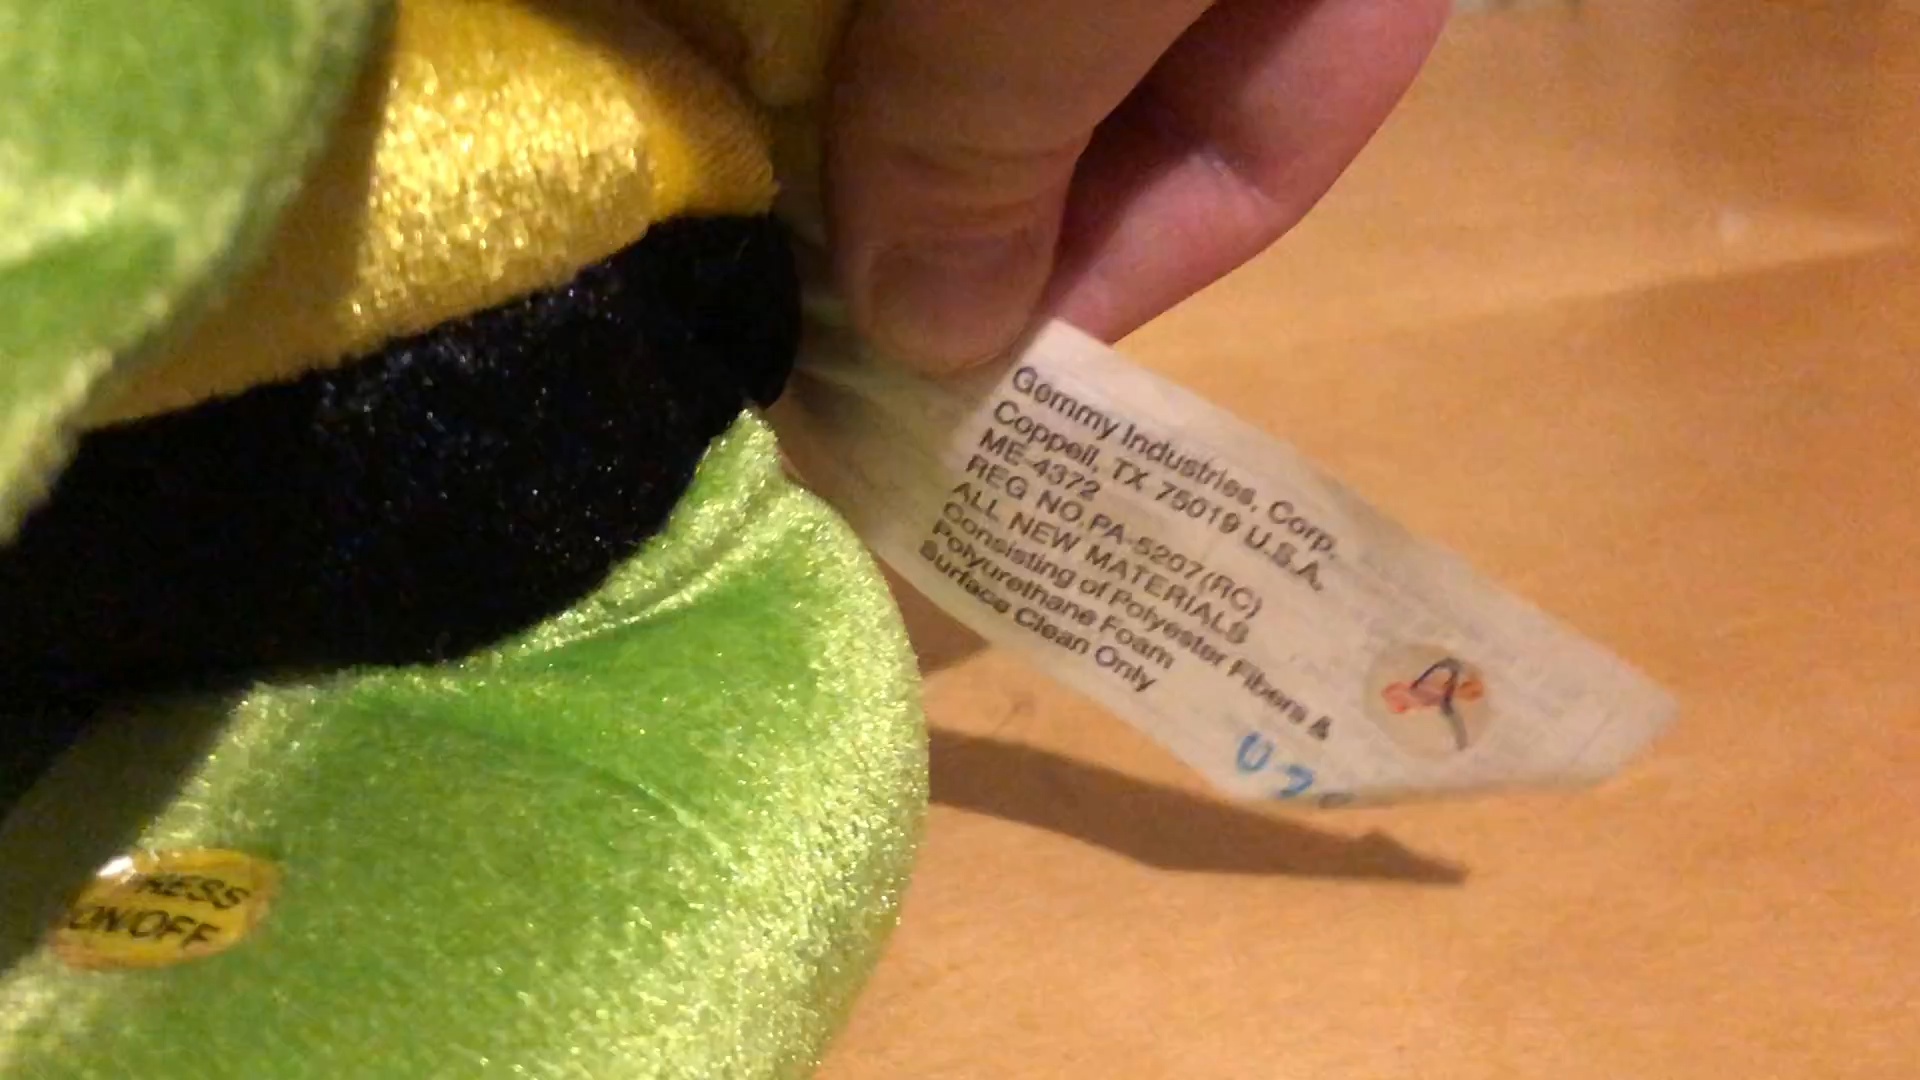 Gemmy Industries, Corp.
Coppell, TX 75019 U.S.A.
ME-4372
REG NO.PA-5207(RC)
ALL NEW MATERIALS
Consisting of Polyester Fibers &
Polyurethane Foam
Surface Clean Only
PRESS
ON/OFF